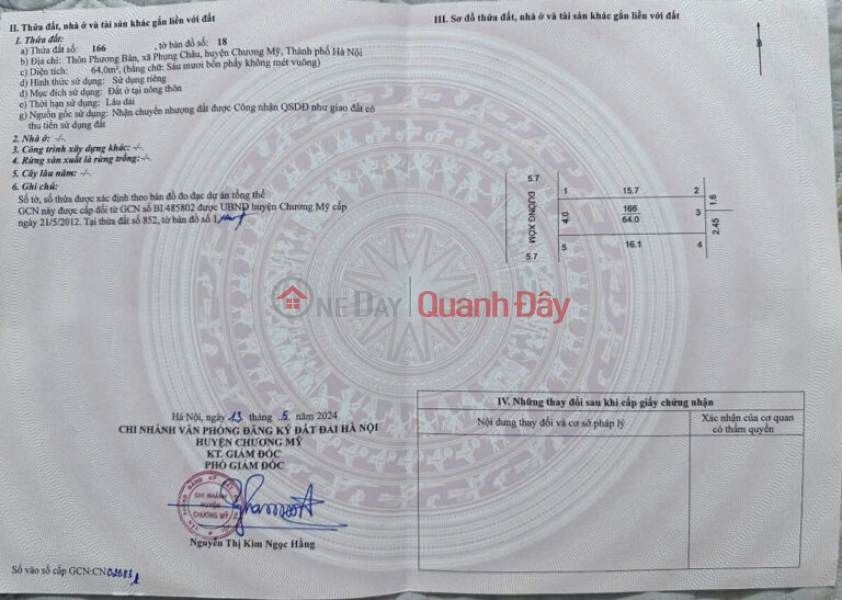 II. Thửa đất, nhà ở và tài sản khác gắn liền với đất
1. Thửa đất:
a) Thửa đất số: 166 , tờ bản đồ số: 18
b) Địa chỉ: Thôn Phương Bản, xã Phụng Châu, huyện Chương Mỹ, Thành phố Hà Nội
c) Diện tích: 64,0m², (bằng chữ: Sáu mươi bốn phẩy không mét vuông)
d) Hình thức sử dụng: Sử dụng riêng
đ) Mục đích sử dụng: Đất ở tại nông thôn
e) Thời hạn sử dụng: Lâu dài
g) Nguồn gốc sử dụng: Nhận chuyển nhượng đất được Công nhận QSDĐ như giao đất có
thu tiền sử dụng đất
2. Nhà ở: -/-.
3. Công trình xây dựng khác: -/-.
4. Rừng sản xuất là rừng trồng:-/-.
5. Cây lâu năm: -/-.
6. Ghi chú:
Số tờ, số thửa được xác định theo bản đồ đo đạc dự án tổng thể
GCN này được cấp đổi từ GCN số BI 485802 được UBND huyện Chương Mỹ cấp
ngày 21/5/2012. Tại thửa đất số 852, tờ bản đồ số 1
Hà Nội, ngày 13 tháng 5 năm 2024
CHI NHÁNH VĂN PHÒNG ĐĂNG KÝ ĐẤT ĐAI HÀ NỘI
HUYỆN CHƯƠNG MỸ
KT. GIÁM ĐỐC
PHÓ GIÁM ĐỐC
CHI NHÁNH
HUYỆN
CHƯƠNG MỸ
Nguyễn Thị Kim Ngọc Hằng
Số vào sổ cấp GCN:CN
III. Sơ đồ thửa đất, nhà ở và tài sản khác gắn liền với đất
B
5.7
ĐƯỜNG XÓM
5.7
1 15.7 2
4.0
166
64.0
3
1.6
2.45
5 16.1 4
ONEDAY Quanh Đây
IV. Những thay đổi sau khi cấp giấy chứng nhận
Nội dung thay đổi và cơ sở pháp lý
Xác nhận của cơ quan
có thẩm quyền